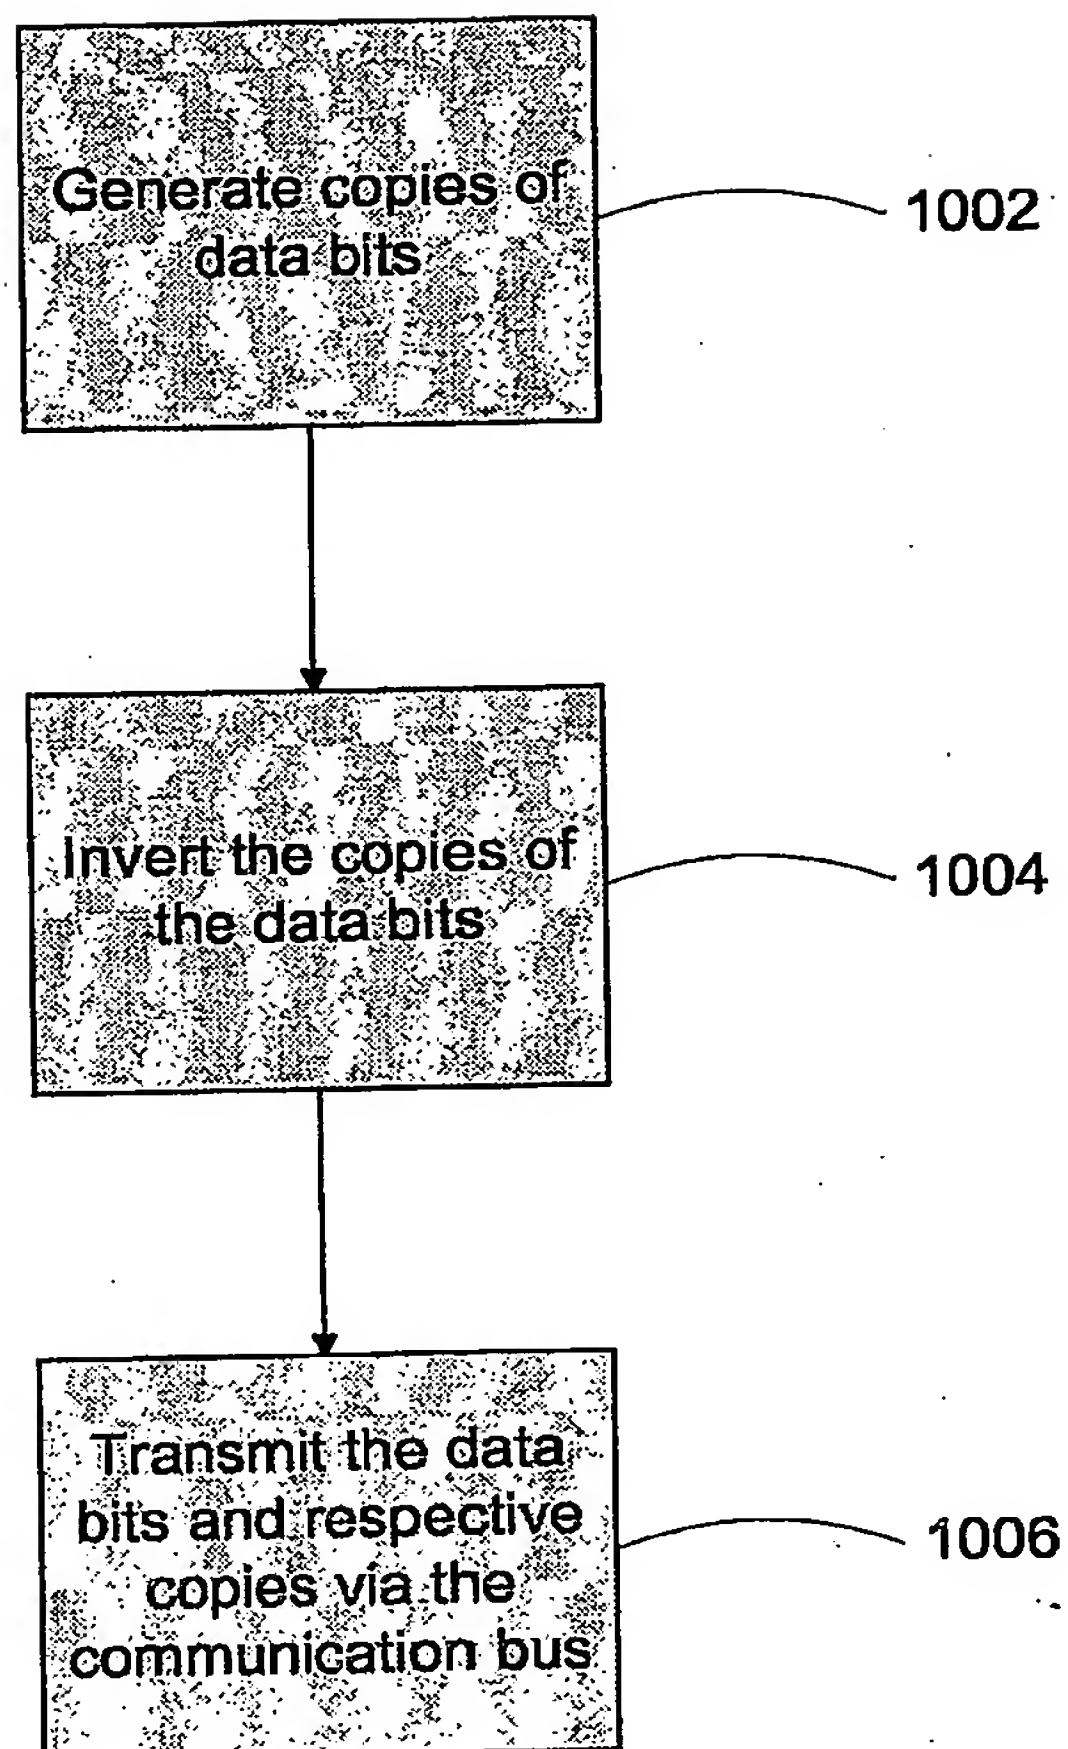 Generate copies of
data bits
1002
Invert the copies of
the data bits
1004
Transmit the data
bits and respective
copies via the
communication bus
1006